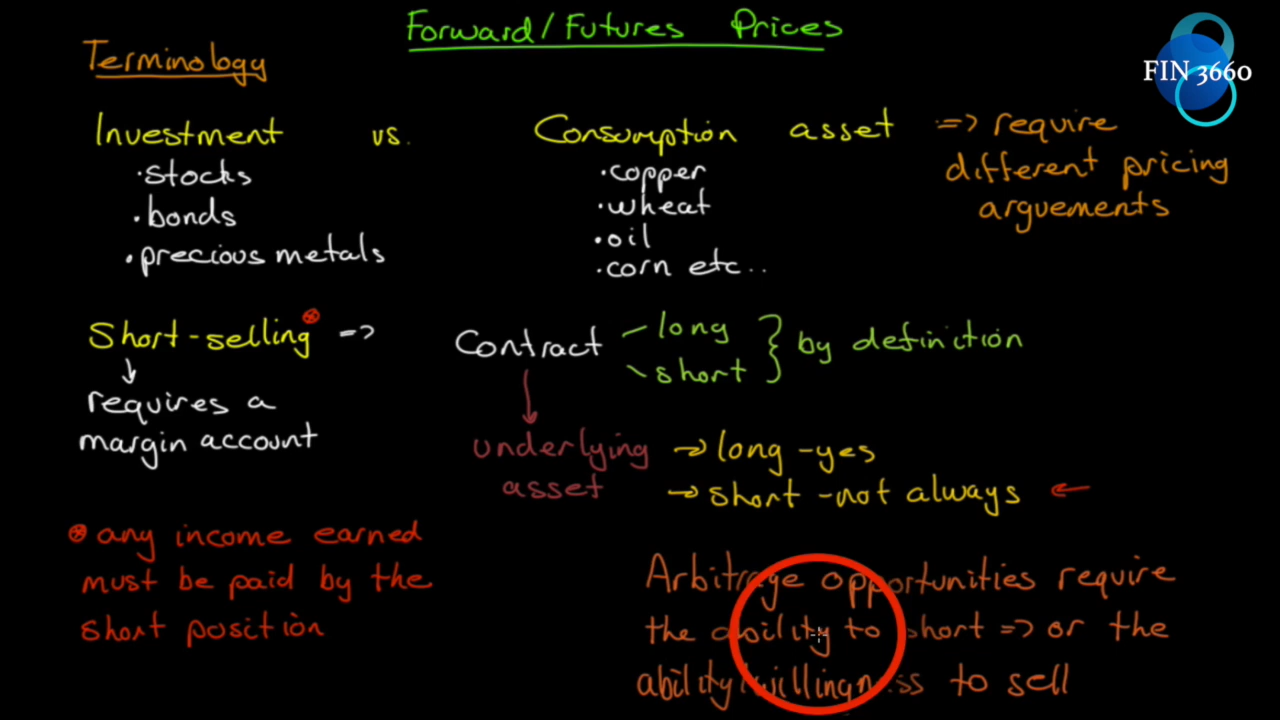 Forward/Futures Prices
FIN 3660
Terminology
Investment vs. Consumption asset => require
different pricing
arguements
·stocks
·bonds
·precious metals
·copper
·wheat
·oil
·corn etc..
Short-selling⊗ =>
↓
requires a
margin account
Contract
long
short
} by definition
↓
underlying
asset
→ long -yes
→ short -not always ←
⊗ any income earned
must be paid by the
short position
Arbitrage opportunities require
the ability to short => or the
ability/willingness to sell